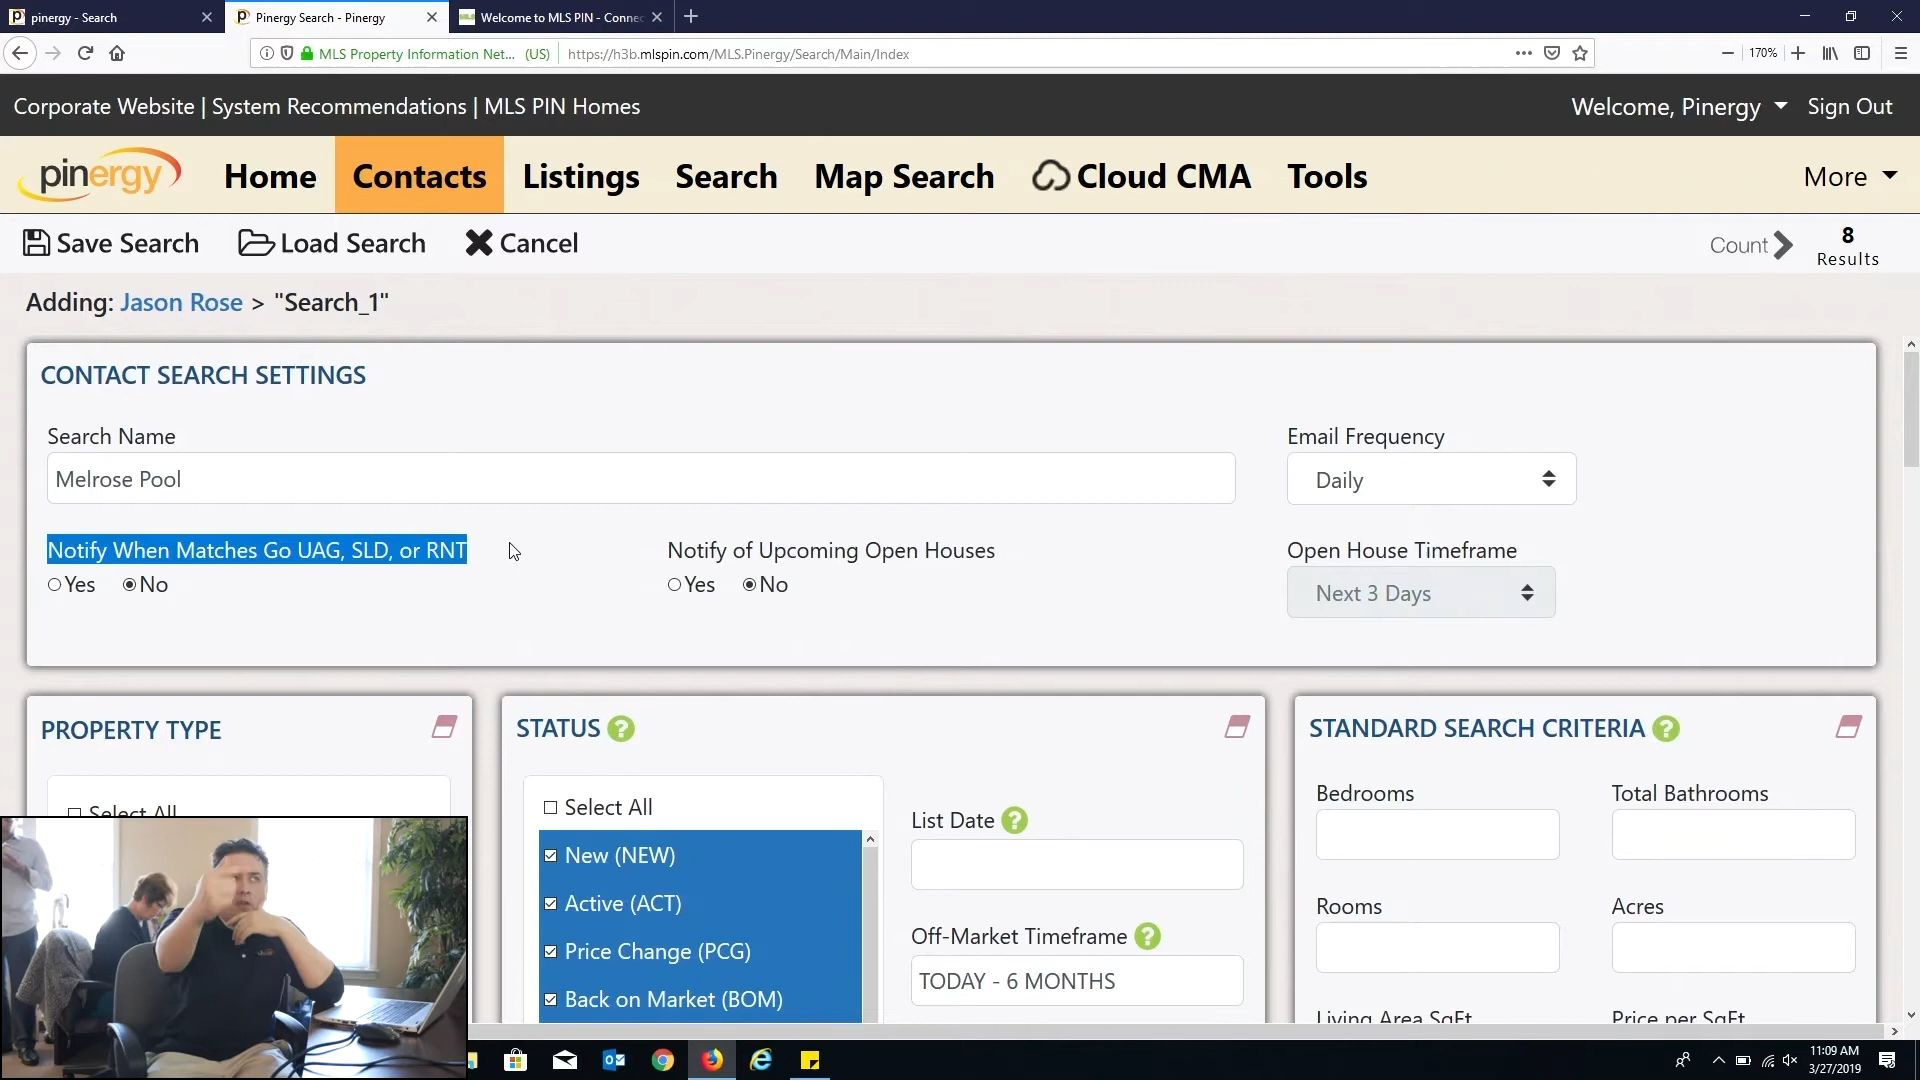 pinergy - Search
Pinergy Search - Pinergy
Welcome to MLS PIN - Connec
MLS Property Information Net... (US)
https://h3b.mlspin.com/MLS.Pinergy/Search/Main/Index
170%
Corporate Website | System Recommendations | MLS PIN Homes
Welcome, Pinergy
Sign Out
pinergy
Home
Contacts
Listings
Search
Map Search
Cloud CMA
Tools
More
Save Search
Load Search
Cancel
Count
8
Results
Adding: Jason Rose > "Search_1"
CONTACT SEARCH SETTINGS
Search Name
Email Frequency
Melrose Pool
Daily
Notify When Matches Go UAG, SLD, or RNT
Notify of Upcoming Open Houses
Open House Timeframe
Yes No
Yes No
Next 3 Days
PROPERTY TYPE
Select All
STATUS ?
Select All
New (NEW)
Active (ACT)
Price Change (PCG)
Back on Market (BOM)
List Date ?
Off-Market Timeframe ?
TODAY - 6 MONTHS
STANDARD SEARCH CRITERIA ?
Bedrooms
Total Bathrooms
Rooms
Acres
Living Area SqFt
Price per SqFt
11:09 AM
3/27/2019